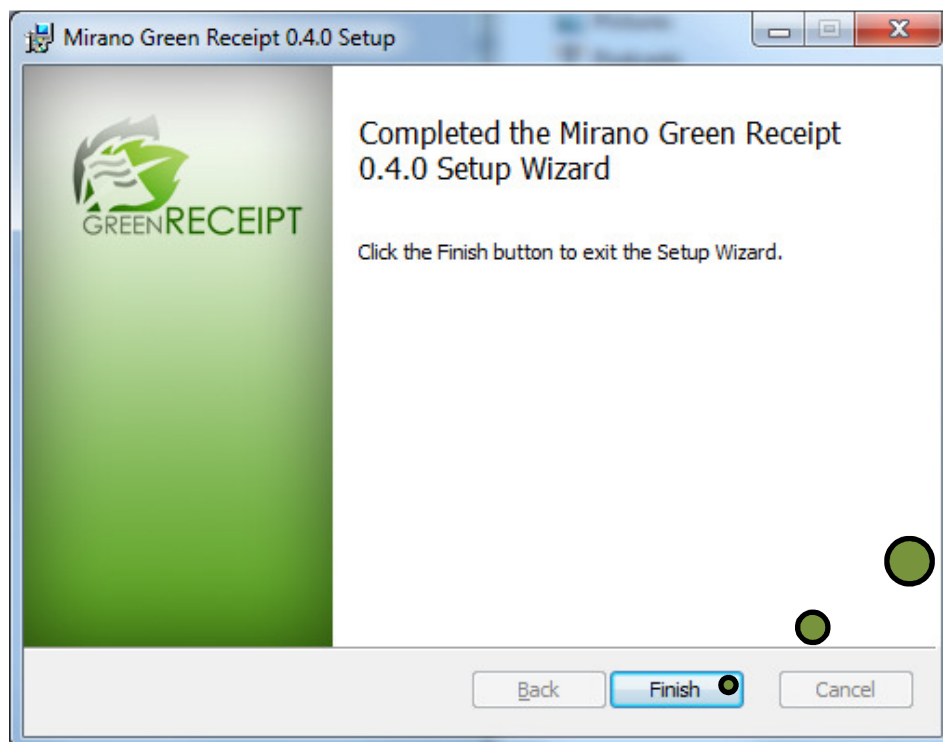 Mirano Green Receipt 0.4.0 Setup
GREENRECEIPT
Completed the Mirano Green Receipt
0.4.0 Setup Wizard
Click the Finish button to exit the Setup Wizard.
Back
Finish
Cancel